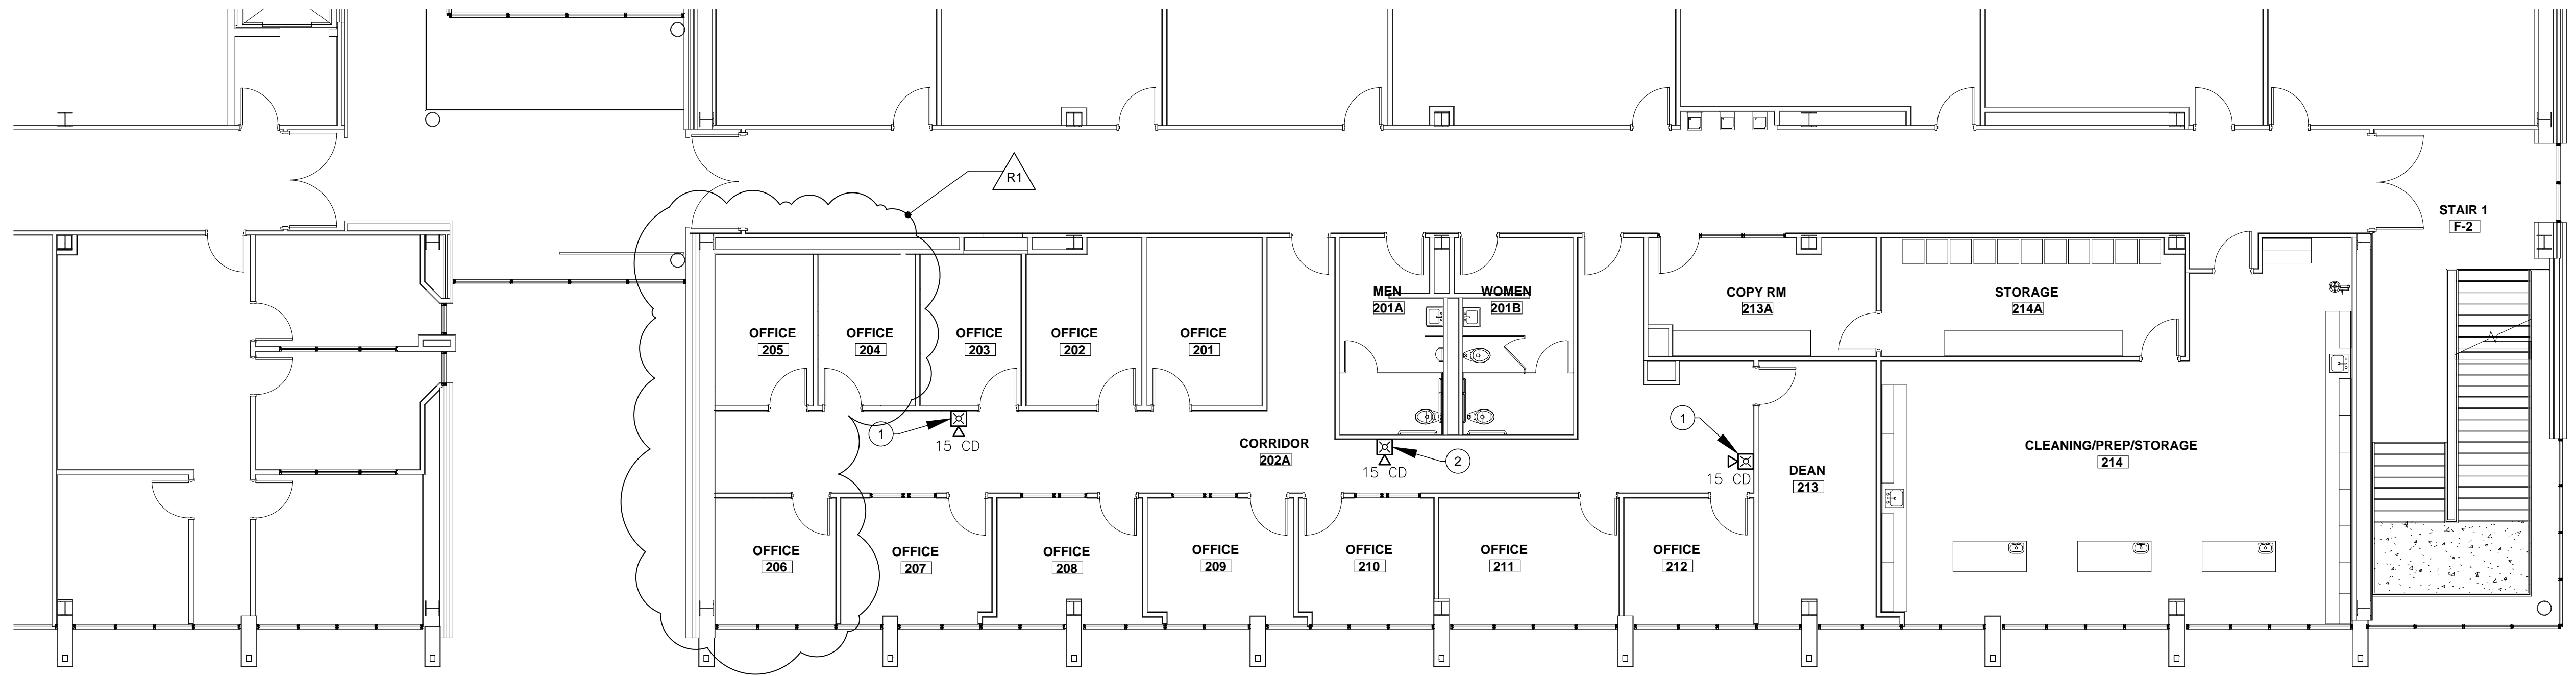 R1
STAIR 1
F-2
MEN
201A
WOMEN
201B
COPY RM
213A
STORAGE
214A
OFFICE
205
OFFICE
204
OFFICE
203
OFFICE
202
OFFICE
201
1
15 CD
CORRIDOR
202A
2
15 CD
1
15 CD
DEAN
213
CLEANING/PREP/STORAGE
214
OFFICE
206
OFFICE
207
OFFICE
208
OFFICE
209
OFFICE
210
OFFICE
211
OFFICE
212